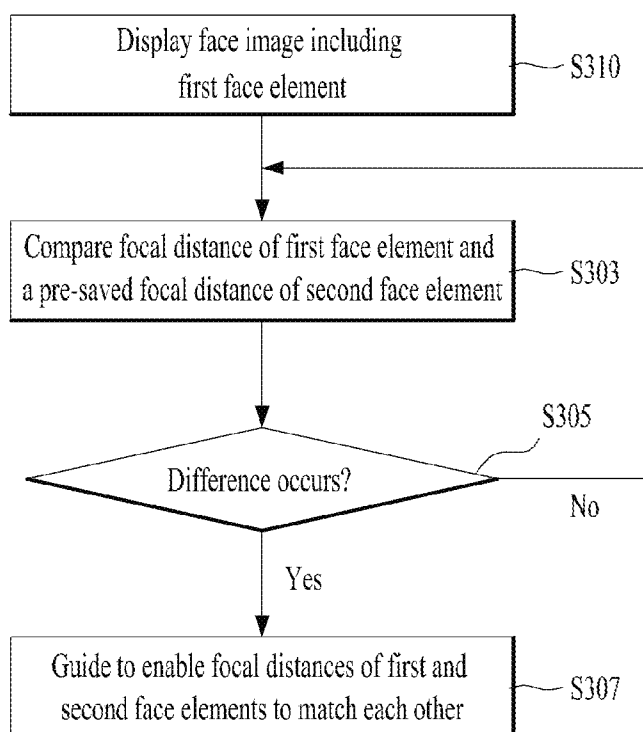 Display face image including
first face element
S310
Compare focal distance of first face element and
a pre-saved focal distance of second face element
S303
S305
Difference occurs?
No
Yes
Guide to enable focal distances of first and
second face elements to match each other
S307